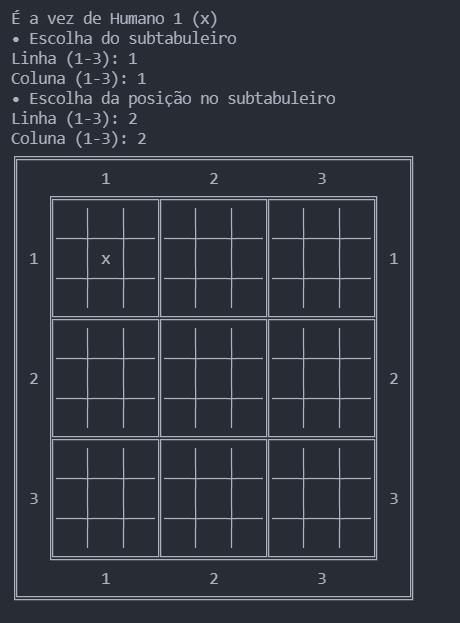 É a vez de Humano 1 (x)
• Escolha do subtabuleiro
Linha (1-3): 1
Coluna (1-3): 1
• Escolha da posição no subtabuleiro
Linha (1-3): 2
Coluna (1-3): 2
1 2 3
1 x 1
2 2
3 3
1 2 3